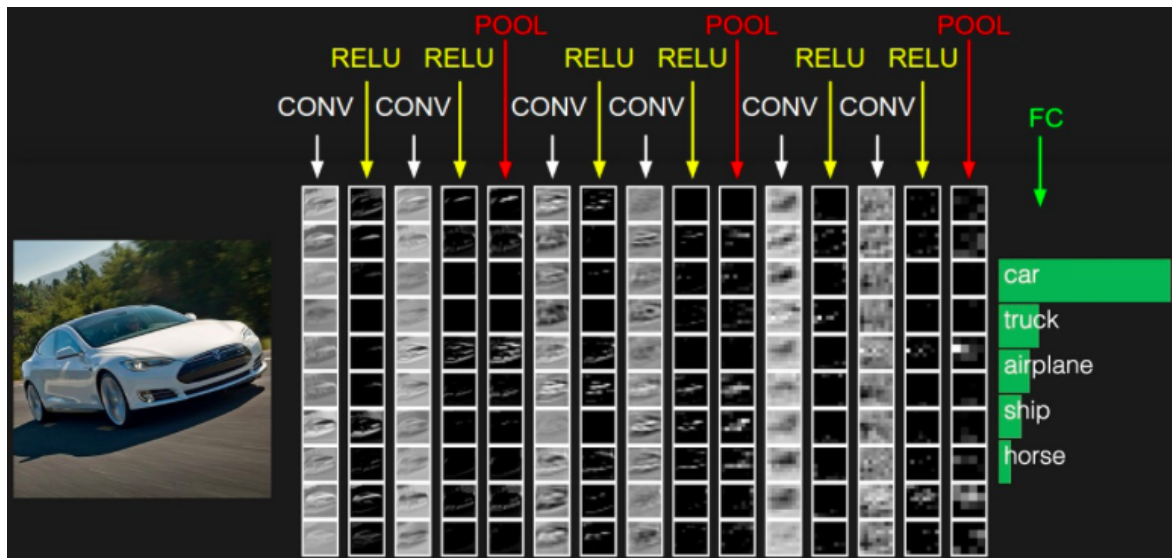 POOL POOL POOL
RELU RELU RELU RELU RELU RELU
CONV CONV CONV CONV CONV CONV
FC
car
truck
airplane
ship
horse